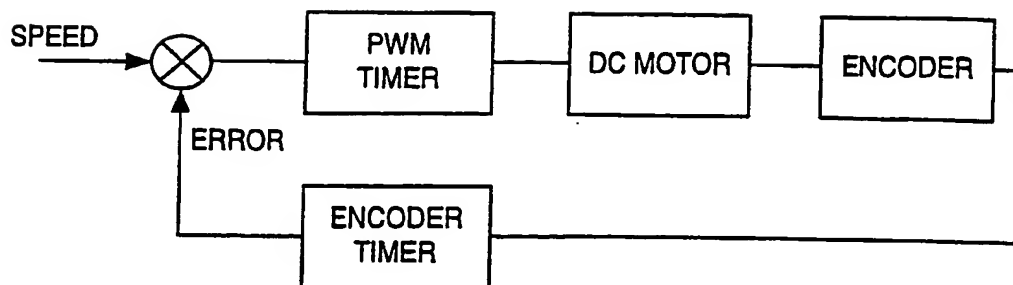 SPEED
PWM
TIMER
DC MOTOR
ENCODER
ERROR
ENCODER
TIMER